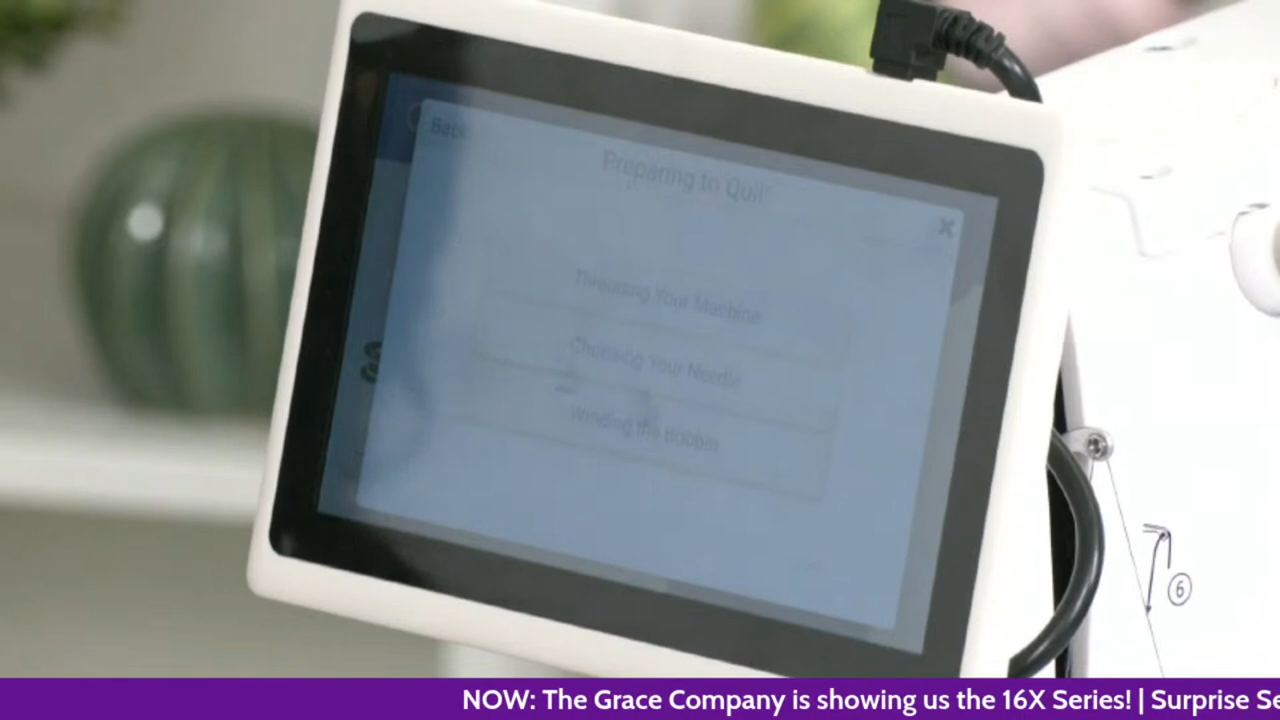 Back
Preparing to Quilt
X
Threading Your Machine
Choosing Your Needle
Winding the Bobbin
6
NOW: The Grace Company is showing us the 16X Series! | Surprise Se